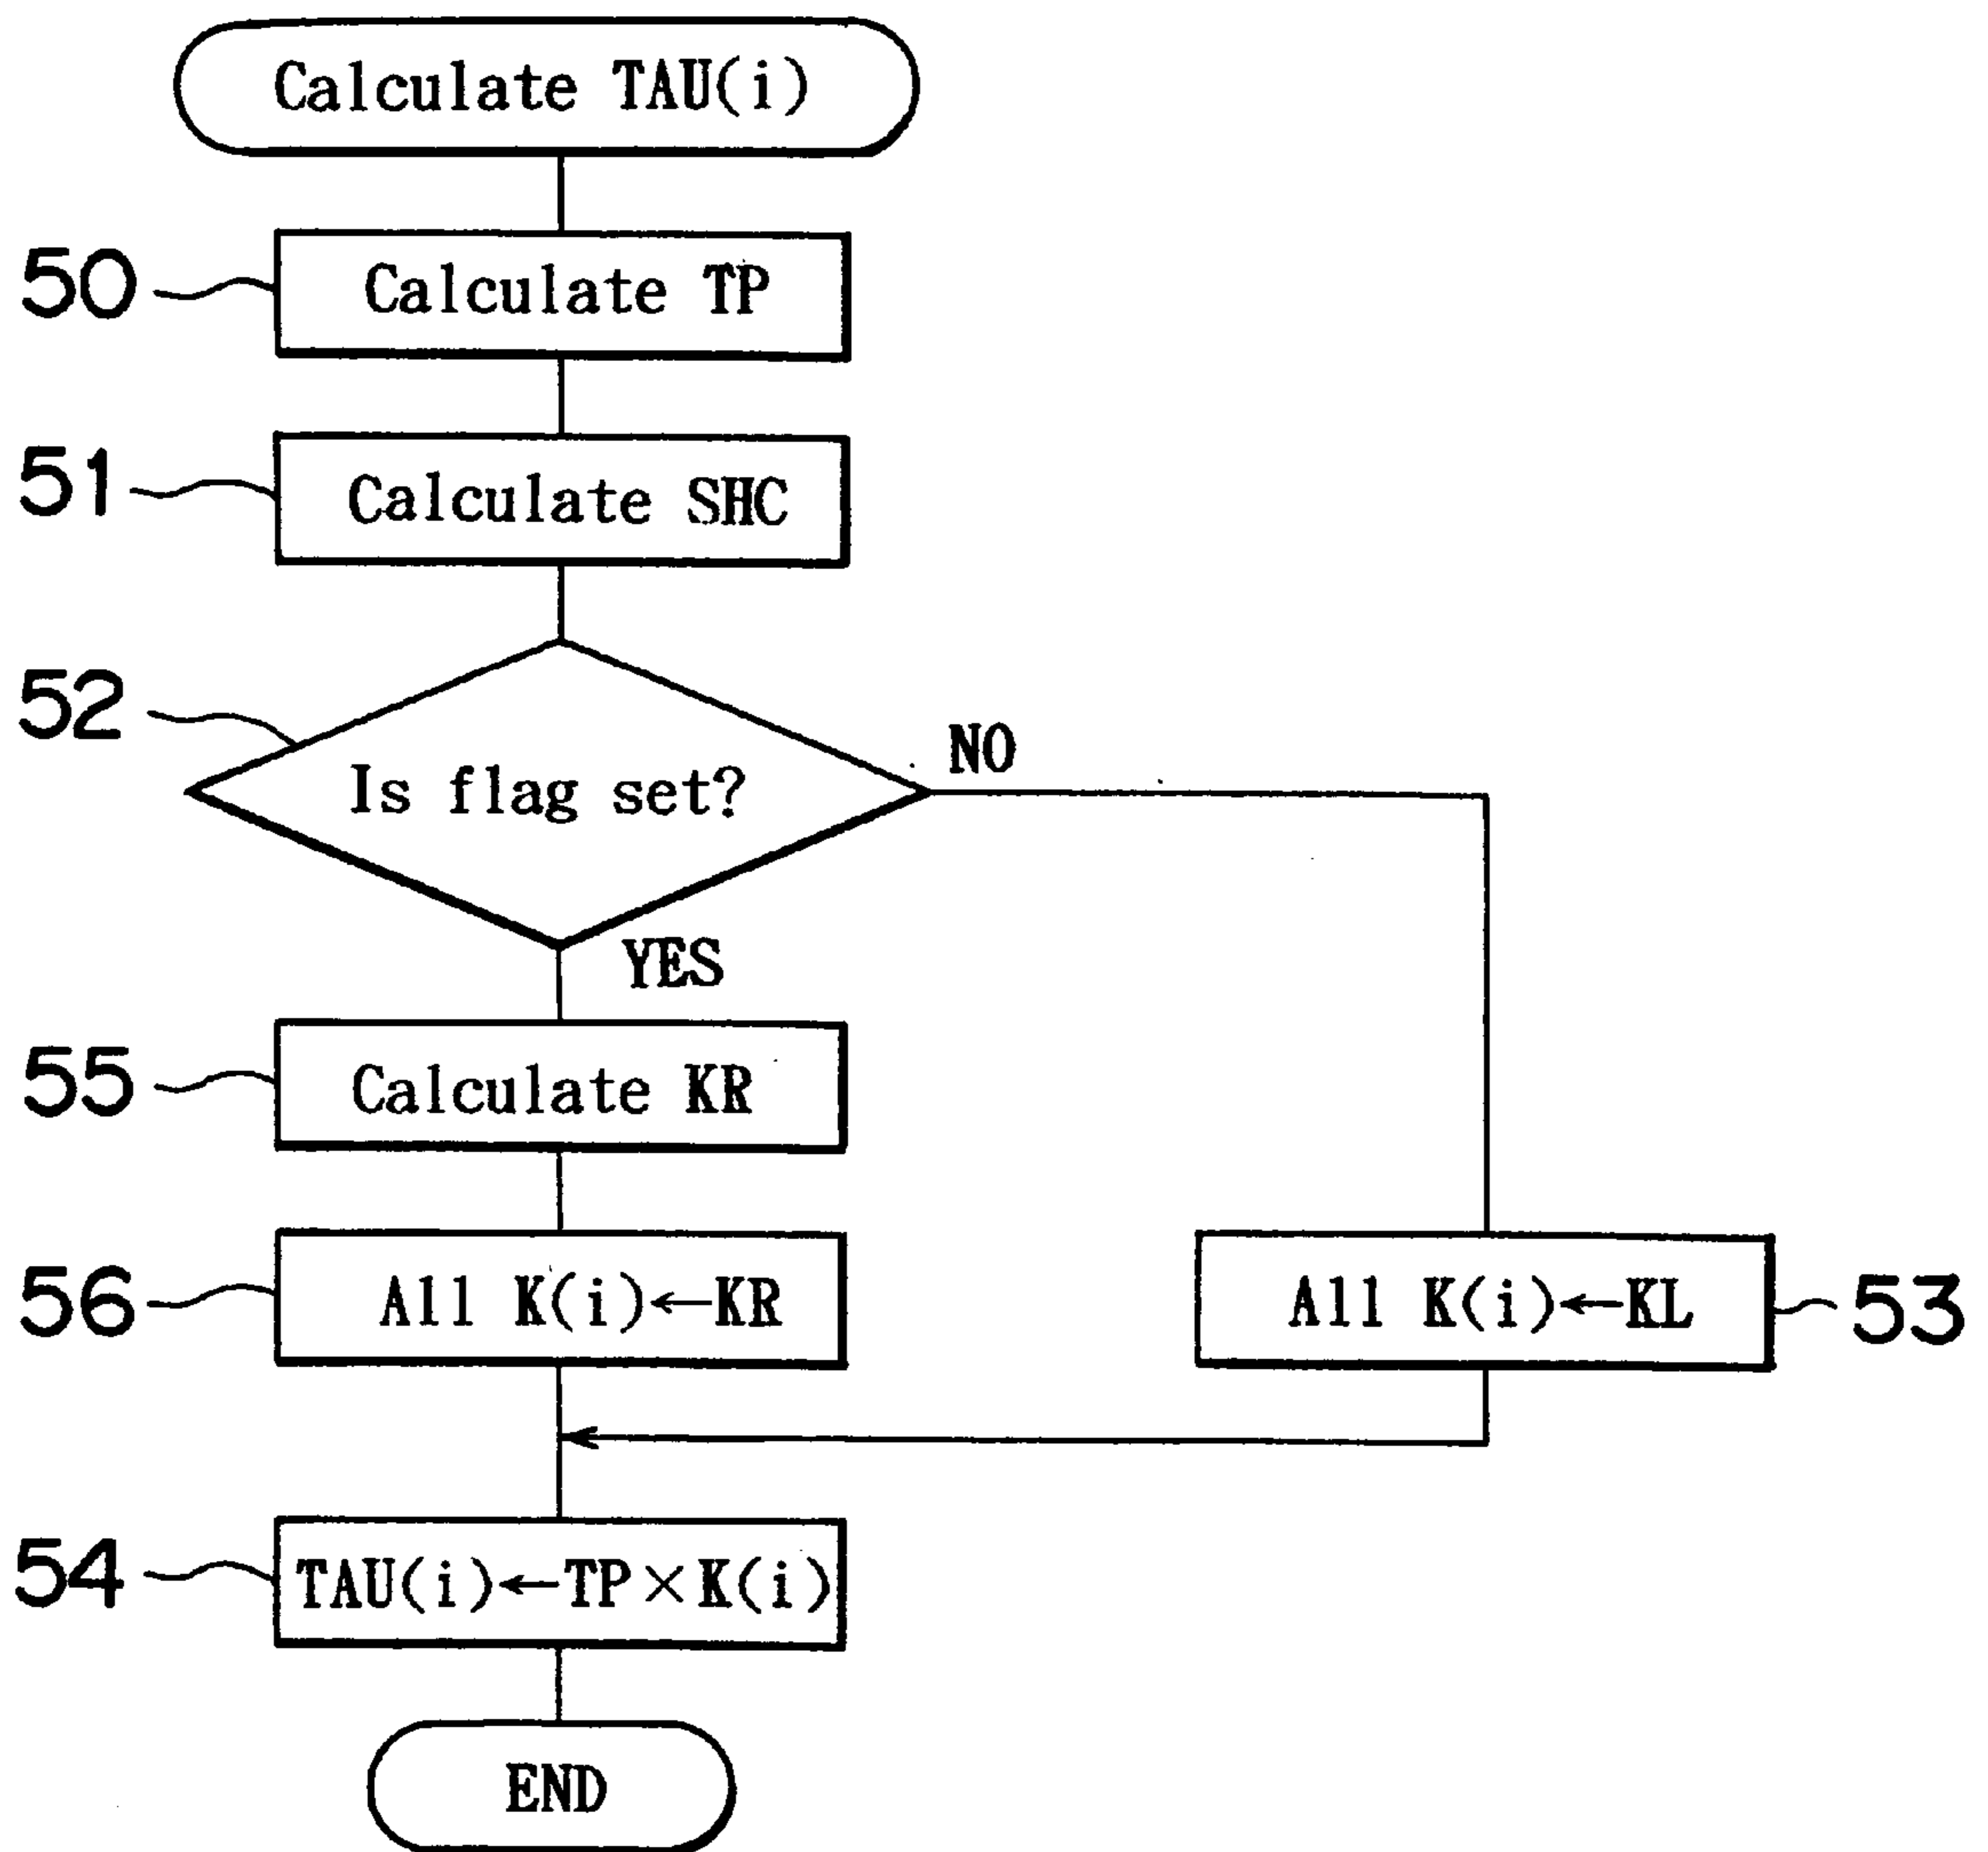 Calculate TAU(i)
50
Calculate TP
51
Calculate SHC
52
Is flag set?
NO
YES
55
Calculate KR
56
All K(i)←KR
All K(i)←KL
53
54
TAU(i)←TP×K(i)
END